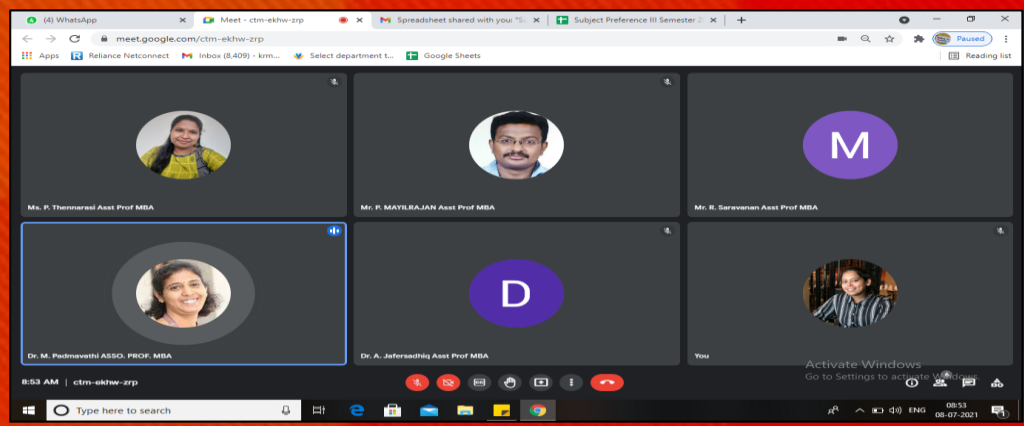 (4) WhatsApp
Meet - ctm-ekhw-zrp
Spreadsheet shared with you: "S
Subject Preference III Semester 2
meet.google.com/ctm-ekhw-zrp
Paused
Apps Reliance Netconnect Inbox (8,409) - krm... Select department t... Google Sheets Reading list
Ms. P. Thennarasi Asst Prof MBA
Mr. P. MAYILRAJAN Asst Prof MBA
M
Mr. R. Saravanan Asst Prof MBA
Dr. M. Padmavathi ASSO. PROF. MBA
D
Dr. A. Jafersadhiq Asst Prof MBA
You
Activate Windows
Go to Settings to activate Windows.
8:53 AM | ctm-ekhw-zrp
Type here to search
ENG
08:53
08-07-2021